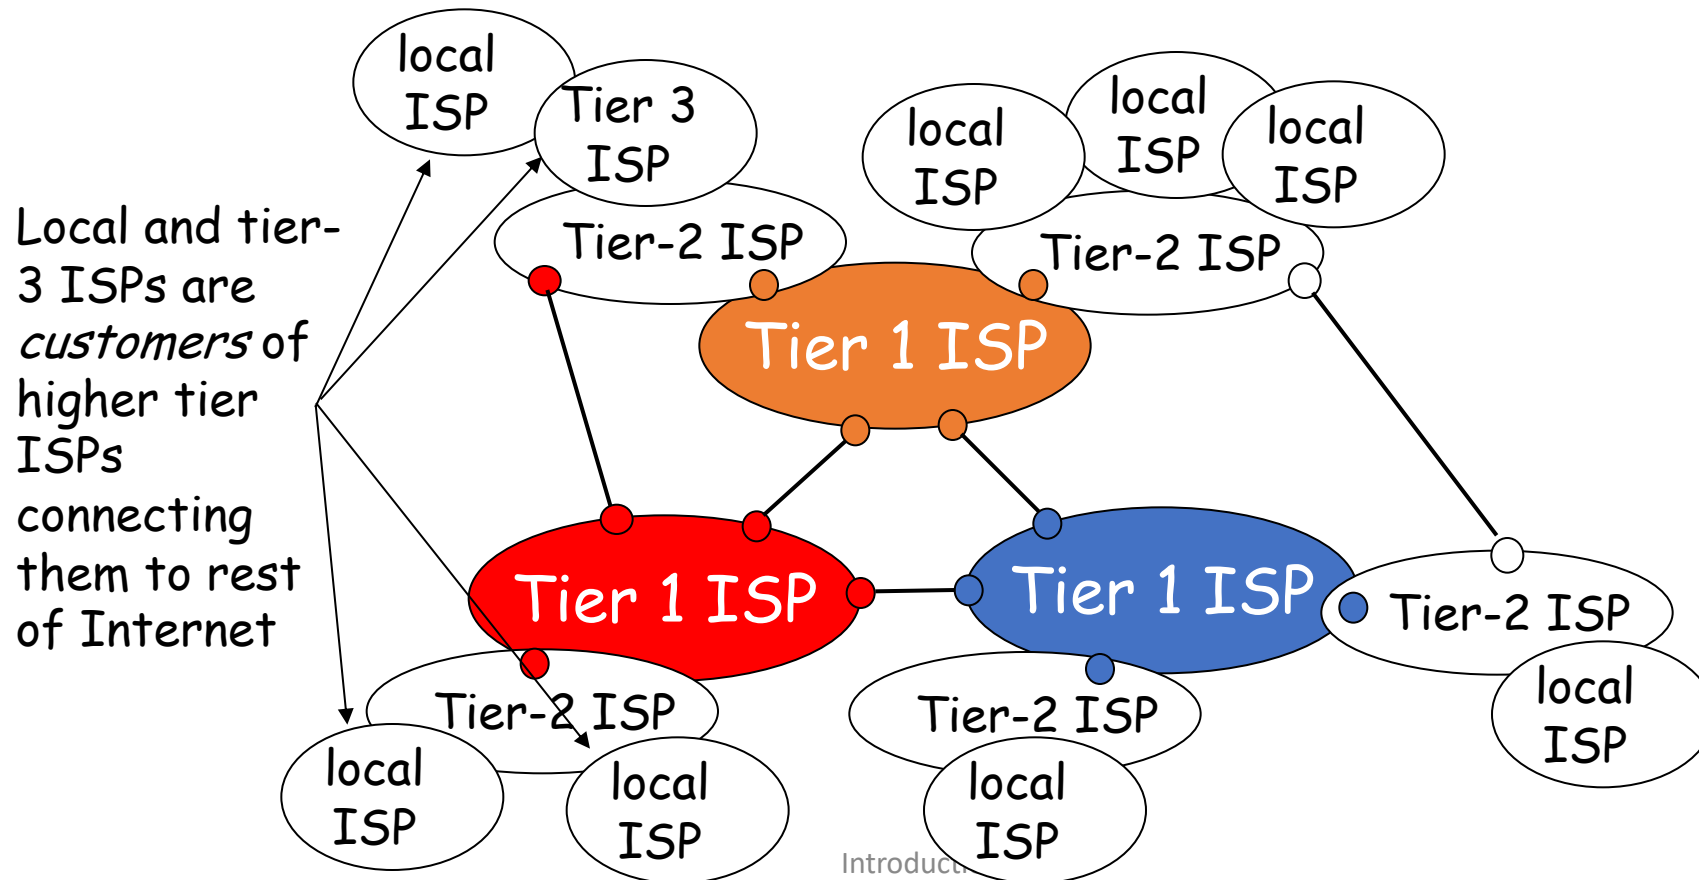 local
ISP
Tier 3
ISP
local
ISP
local
ISP
local
ISP
Local and tier-
3 ISPs are
customers of
higher tier
ISPs
connecting
them to rest
of Internet
Tier-2 ISP
Tier-2 ISP
Tier 1 ISP
Tier 1 ISP
Tier 1 ISP
Tier-2 ISP
local
ISP
Tier-2 ISP
Tier-2 ISP
local
ISP
local
ISP
local
ISP